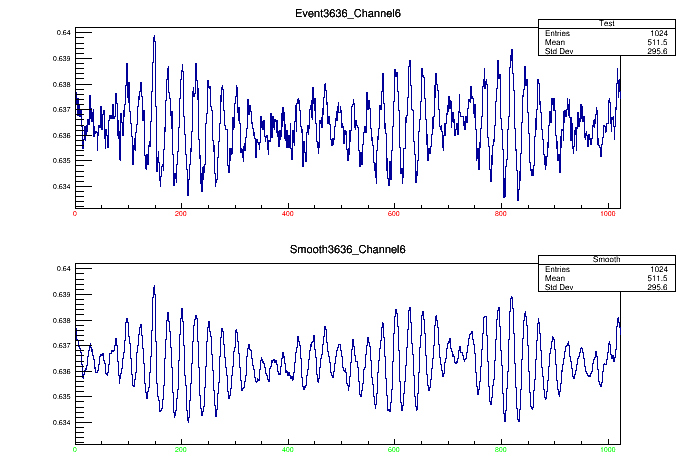 Event3636_Channel6
Test
Entries 1024
Mean 511.5
Std Dev 295.6
0.64
0.639
0.638
0.637
0.636
0.635
0.634
0 200 400 600 800 1000
Smooth3636_Channel6
Smooth
Entries 1024
Mean 511.5
Std Dev 295.6
0.64
0.639
0.638
0.637
0.636
0.635
0.634
0 200 400 600 800 1000